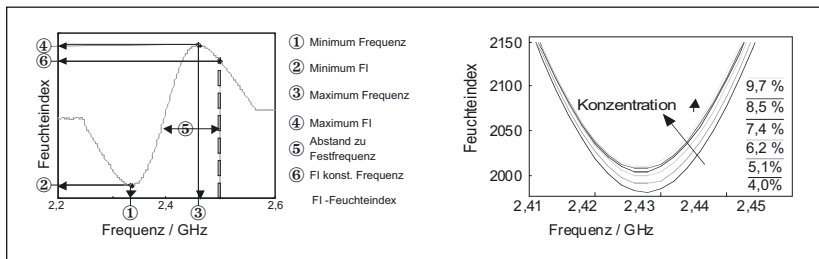 ④
⑥
②
Feuchteindex
⑤
2,2
2,4
2,6
①
③
Frequenz / GHz
① Minimum Frequenz
② Minimum FI
③ Maximum Frequenz
④ Maximum FI
⑤ Abstand zu
Festfrequenz
⑥ FI konst. Frequenz
FI -Feuchteindex
Feuchteindex
2150
2100
2050
2000
Konzentration
9,7 %
8,5 %
7,4 %
6,2 %
5,1%
4,0%
2,41
2,42
2,43
2,44
2,45
Frequenz / GHz